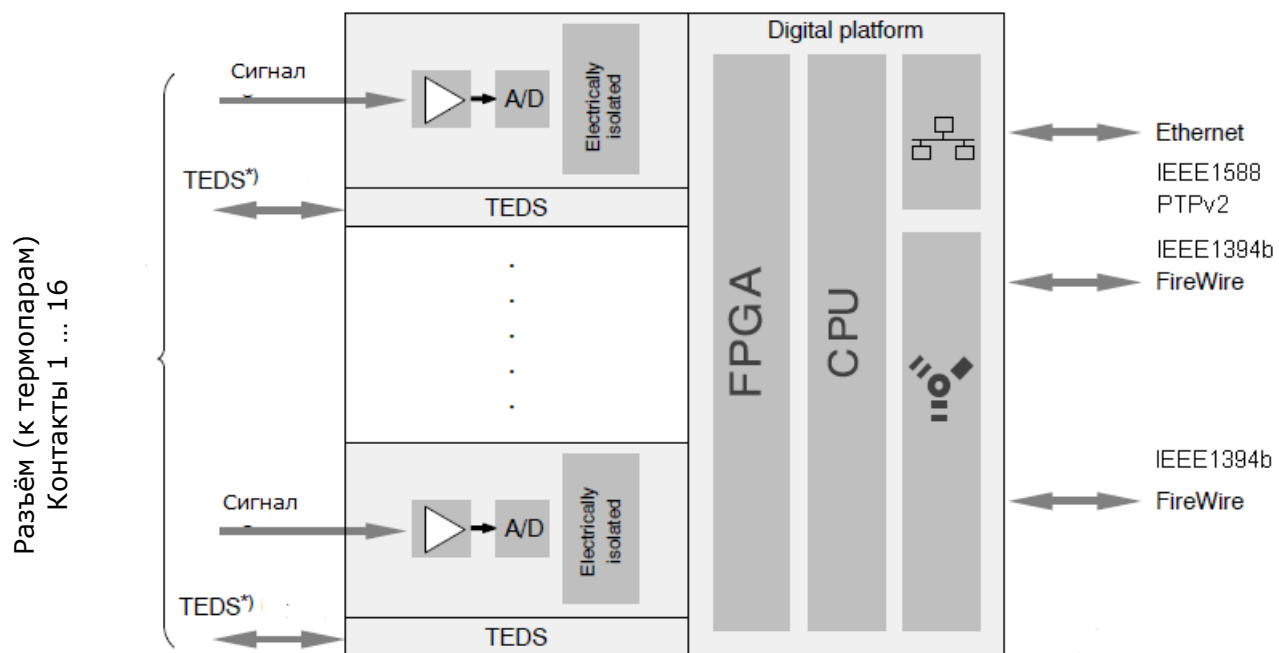 Разъём (к термопарам)
Контакты 1 ... 16
Сигнал
TEDS*)
A/D
Electrically
isolated
TEDS
Сигнал
TEDS*)
A/D
Electrically
isolated
TEDS
Digital platform
FPGA
CPU
Ethernet
IEEE1588
PTPv2
IEEE1394b
FireWire
IEEE1394b
FireWire